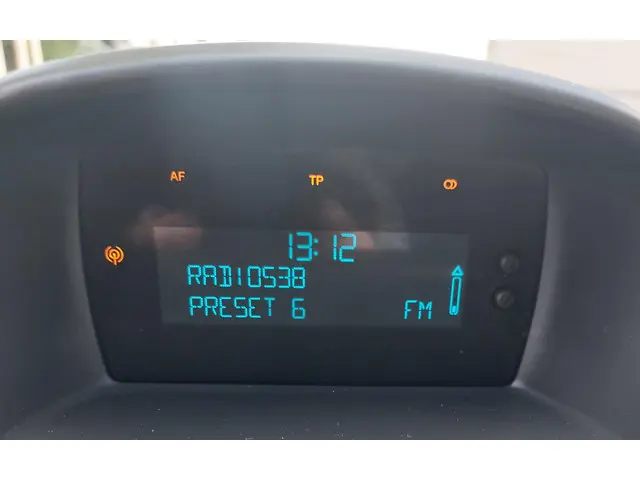 AF TP
13:12
RADIO538
PRESET 6 FM